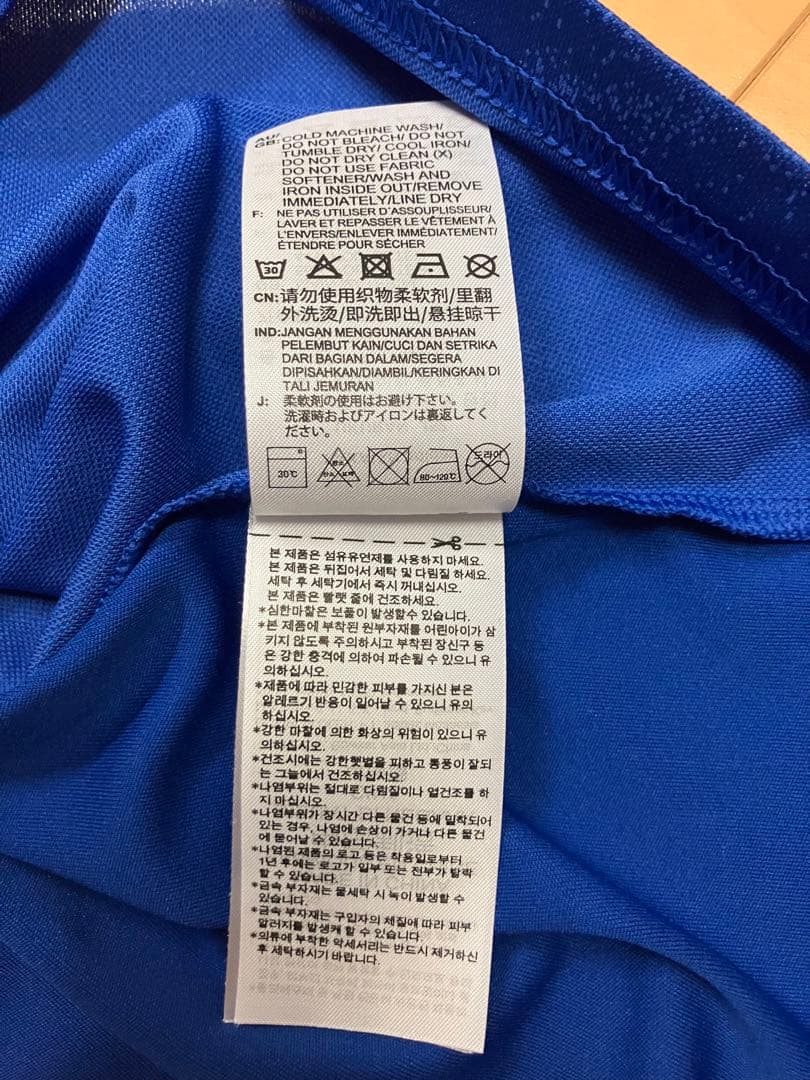 AU/
GB: COLD MACHINE WASH/
DO NOT BLEACH/ DO NOT
TUMBLE DRY/ COOL IRON/
DO NOT DRY CLEAN (X)
DO NOT USE FABRIC
SOFTENER/WASH AND
IRON INSIDE OUT/REMOVE
IMMEDIATELY/LINE DRY
F: NE PAS UTILISER D'ASSOUPLISSEUR/
LAVER ET REPASSER LE VÊTEMENT À
L'ENVERS/ENLEVER IMMÉDIATEMENT/
ÉTENDRE POUR SÉCHER
30
CN:请勿使用织物柔软剂/里翻
外洗烫/即洗即出/悬挂晾干
IND:JANGAN MENGGUNAKAN BAHAN
PELEMBUT KAIN/CUCI DAN SETRIKA
DARI BAGIAN DALAM/SEGERA
DIPISAHKAN/DIAMBIL/KERINGKAN DI
TALI JEMURAN
J: 柔軟剤の使用はお避け下さい。
洗濯時およびアイロンは裏返してく
ださい。
30℃ 80~120℃ 드라이
본 제품은 섬유유연제를 사용하지 마세요.
본 제품은 뒤집어서 세탁 및 다림질 하세요.
세탁 후 세탁기에서 즉시 꺼내십시오.
본 제품은 빨랫 줄에 건조하세요.
*심한마찰은 보풀이 발생할수 있습니다.
*본 제품에 부착된 원부자재를 어린아이가 삼
키지 않도록 주의하시고 부착된 장신구 등
은 강한 충격에 의하여 파손될 수 있으니 유
의하십시오.
*제품에 따라 민감한 피부를 가지신 분은
알레르기 반응이 일어날 수 있으니 유의
하십시오.
*강한 마찰에 의한 화상의 위험이 있으니 유
의하십시오.
*건조시에는 강한햇볕을 피하고 통풍이 잘되
는 그늘에서 건조하십시오.
*나염부위는 절대로 다림질이나 열건조를 하
지 마십시오.
*나염부위가 장시간 다른 물건 등에 밀착되어
있는 경우, 나염에 손상이 가거나 다른 물건
에 묻어날 수 있습니다.
*나염된 제품의 로고 등은 착용일로부터
1년 후에는 로고가 일부 또는 전부가 탈락
할 수 있습니다.
*금속 부자재는 물세탁 시 녹이 발생할 수
있습니다.
*금속 부자재는 구입자의 체질에 따라 피부
알러지를 발생케 할 수 있습니다.
*의류에 부착한 악세서리는 반드시 제거하신
후 세탁하시기 바랍니다.